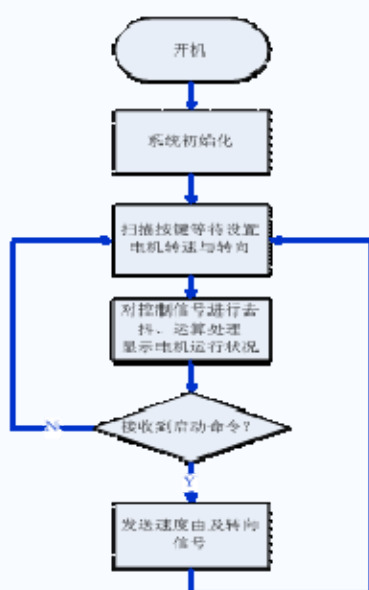 开机
系统初始化
扫描按键等待设置
电机转速与转向
对控制信号进行去
抖、运算处理
显示电机运行状况
接收到启动命令?
N
Y
发送速度由及转向
信号